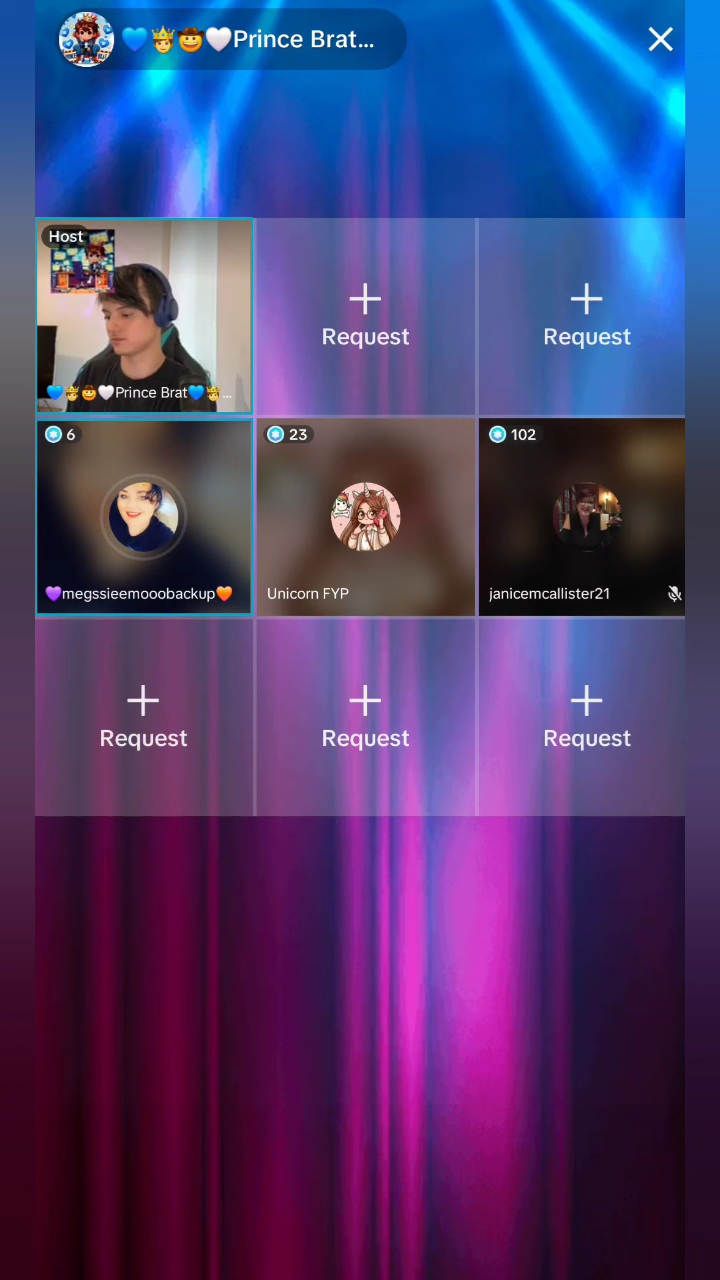 💙🤴🤠🤍Prince Brat...
Host
Request
Request
💙🤴🤠🤍Prince Brat💙🤴...
6
23
102
💜megssieemooobackup🧡
Unicorn FYP
janicemcallister21
Request
Request
Request